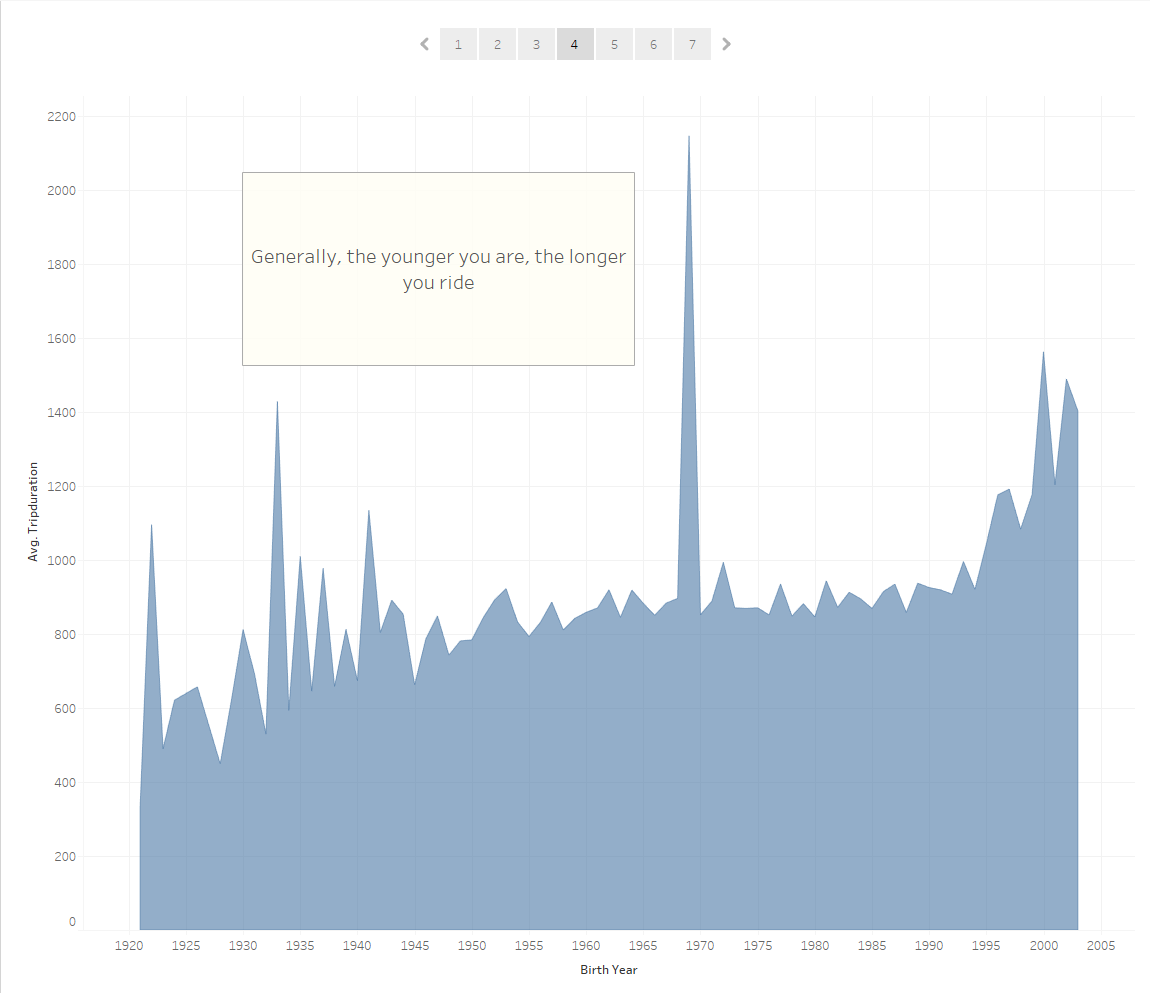 1 2 3 4 5 6 7
2200
2000
1800
1600
1400
1200
1000
800
600
400
200
0
Avg. Tripduration
Generally, the younger you are, the longer
you ride
1920 1925 1930 1935 1940 1945 1950 1955 1960 1965 1970 1975 1980 1985 1990 1995 2000 2005
Birth Year